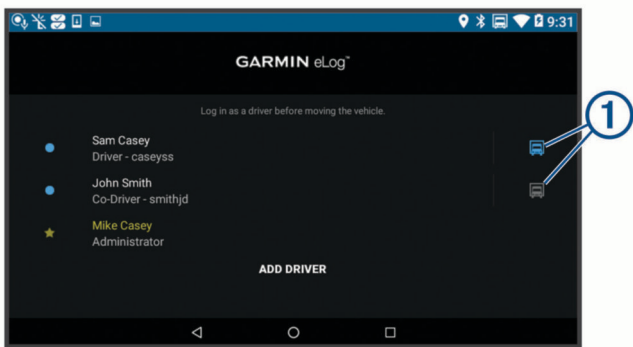 9:31
GARMIN eLog™
Log in as a driver before moving the vehicle.
Sam Casey
Driver - caseyss
John Smith
Co-Driver - smithjd
Mike Casey
Administrator
ADD DRIVER
1